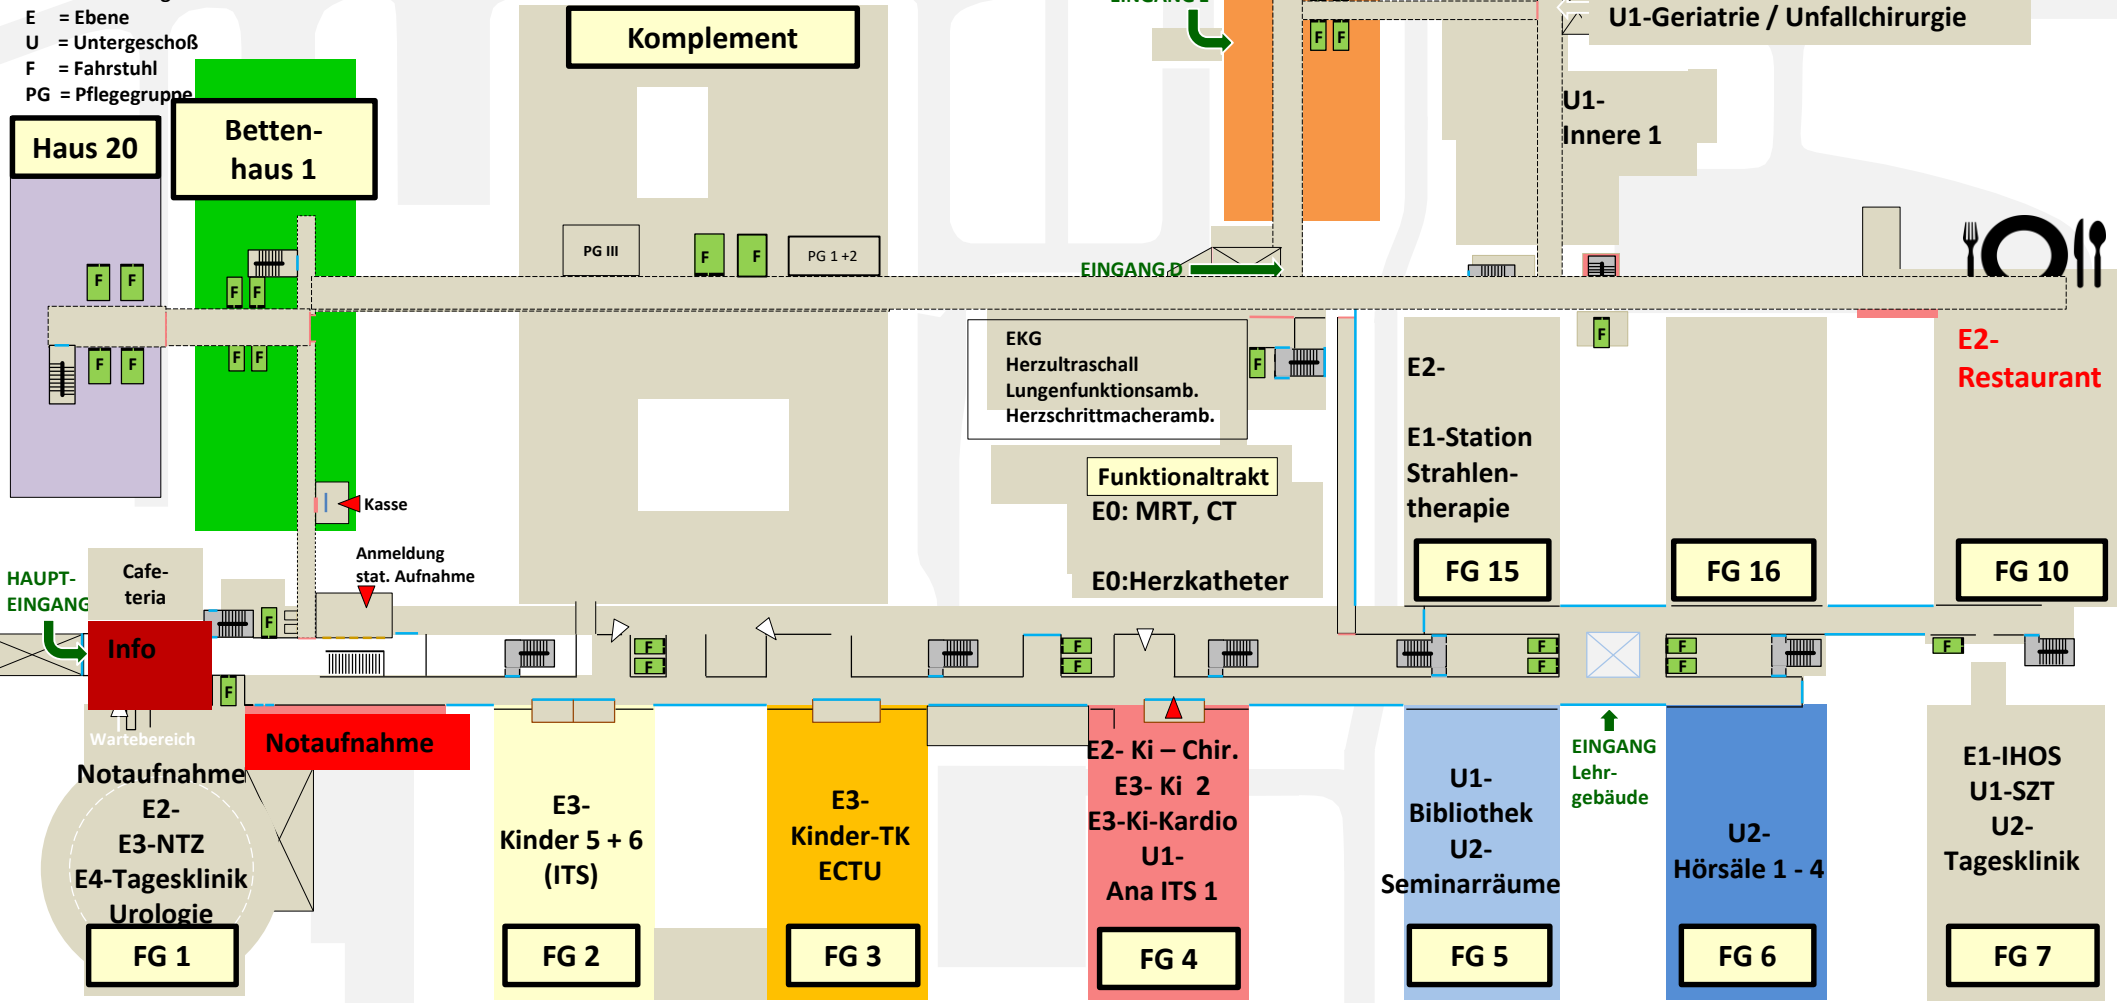 E = Ebene
U = Untergeschoß
F = Fahrstuhl
PG = Pflegegruppe
Haus 20
Betten-
haus 1
Komplement
U1-Geriatrie / Unfallchirurgie
U1-
Innere 1
PG III
F
F
PG 1 +2
EINGANG D
F
F
F
F
F
F
F
F
F
F
F
F
F
F
EKG
Herzultraschall
Lungenfunktionsamb.
Herzschrittmacheramb.
Funktionaltrakt
E0: MRT, CT
E0:Herzkatheter
E2-
E1-Station
Strahlen-
therapie
FG 15
FG 16
E2-
Restaurant
FG 10
Kasse
Anmeldung
stat. Aufnahme
HAUPT-
EINGANG
Cafe-
teria
Info
F
F
F
F
F
F
F
F
F
F
F
F
Wartebereich
Notaufnahme
Notaufnahme
E2-
E3-NTZ
E4-Tagesklinik
Urologie
FG 1
E3-
Kinder 5 + 6
(ITS)
FG 2
E3-
Kinder-TK
ECTU
FG 3
E2- Ki – Chir.
E3- Ki 2
E3-Ki-Kardio
U1-
Ana ITS 1
FG 4
U1-
Bibliothek
U2-
Seminarräume
FG 5
EINGANG
Lehr-
gebäude
U2-
Hörsäle 1 - 4
FG 6
E1-IHOS
U1-SZT
U2-
Tagesklinik
FG 7